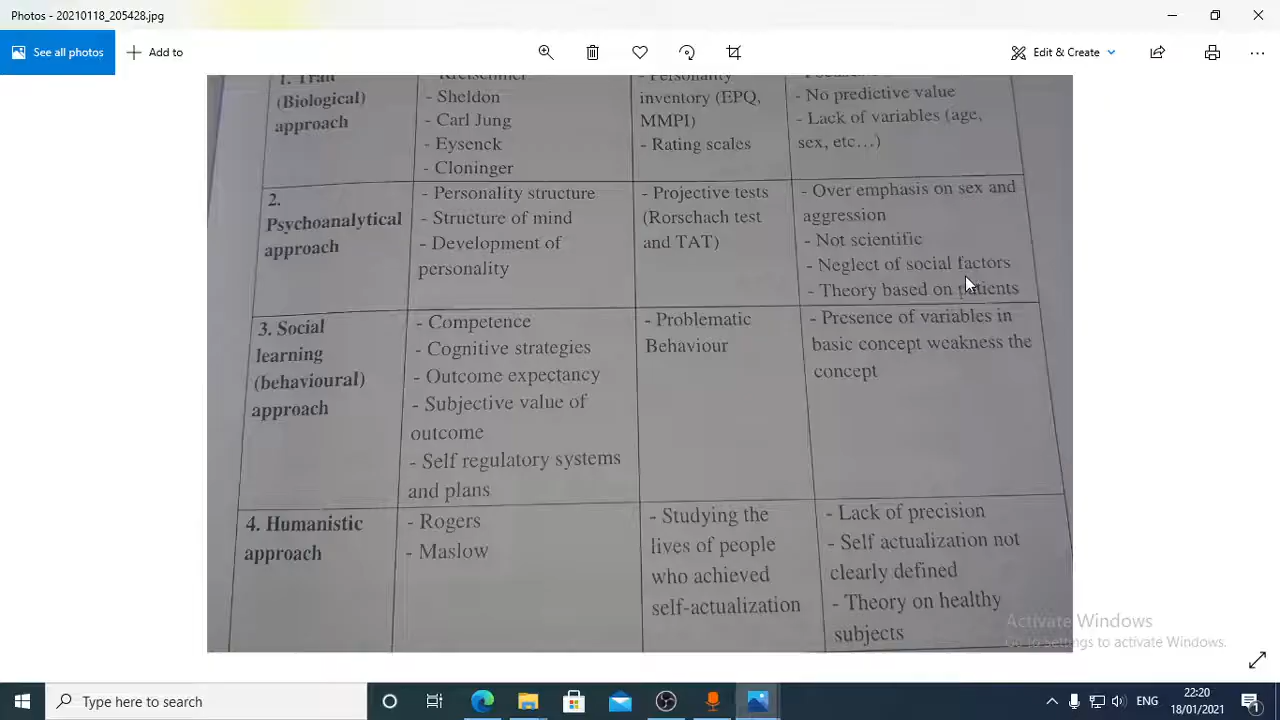 Photos - 20210118_205428.jpg
See all photos
Add to
Edit & Create
1. Trait
(Biological)
approach
- Kretschmer
- Sheldon
- Carl Jung
- Eysenck
- Cloninger
- Personality
inventory (EPQ,
MMPI)
- Rating scales
- No predictive value
- Lack of variables (age,
sex, etc...)
2.
Psychoanalytical
approach
- Personality structure
- Structure of mind
- Development of
personality
- Projective tests
(Rorschach test
and TAT)
- Over emphasis on sex and
aggression
- Not scientific
- Neglect of social factors
- Theory based on patients
3. Social
learning
(behavioural)
approach
- Competence
- Cognitive strategies
- Outcome expectancy
- Subjective value of
outcome
- Self regulatory systems
and plans
- Problematic
Behaviour
- Presence of variables in
basic concept weakness the
concept
4. Humanistic
approach
- Rogers
- Maslow
- Studying the
lives of people
who achieved
self-actualization
- Lack of precision
- Self actualization not
clearly defined
- Theory on healthy
subjects
Activate Windows
Go to Settings to activate Windows.
Type here to search
ENG
22:20
18/01/2021
1